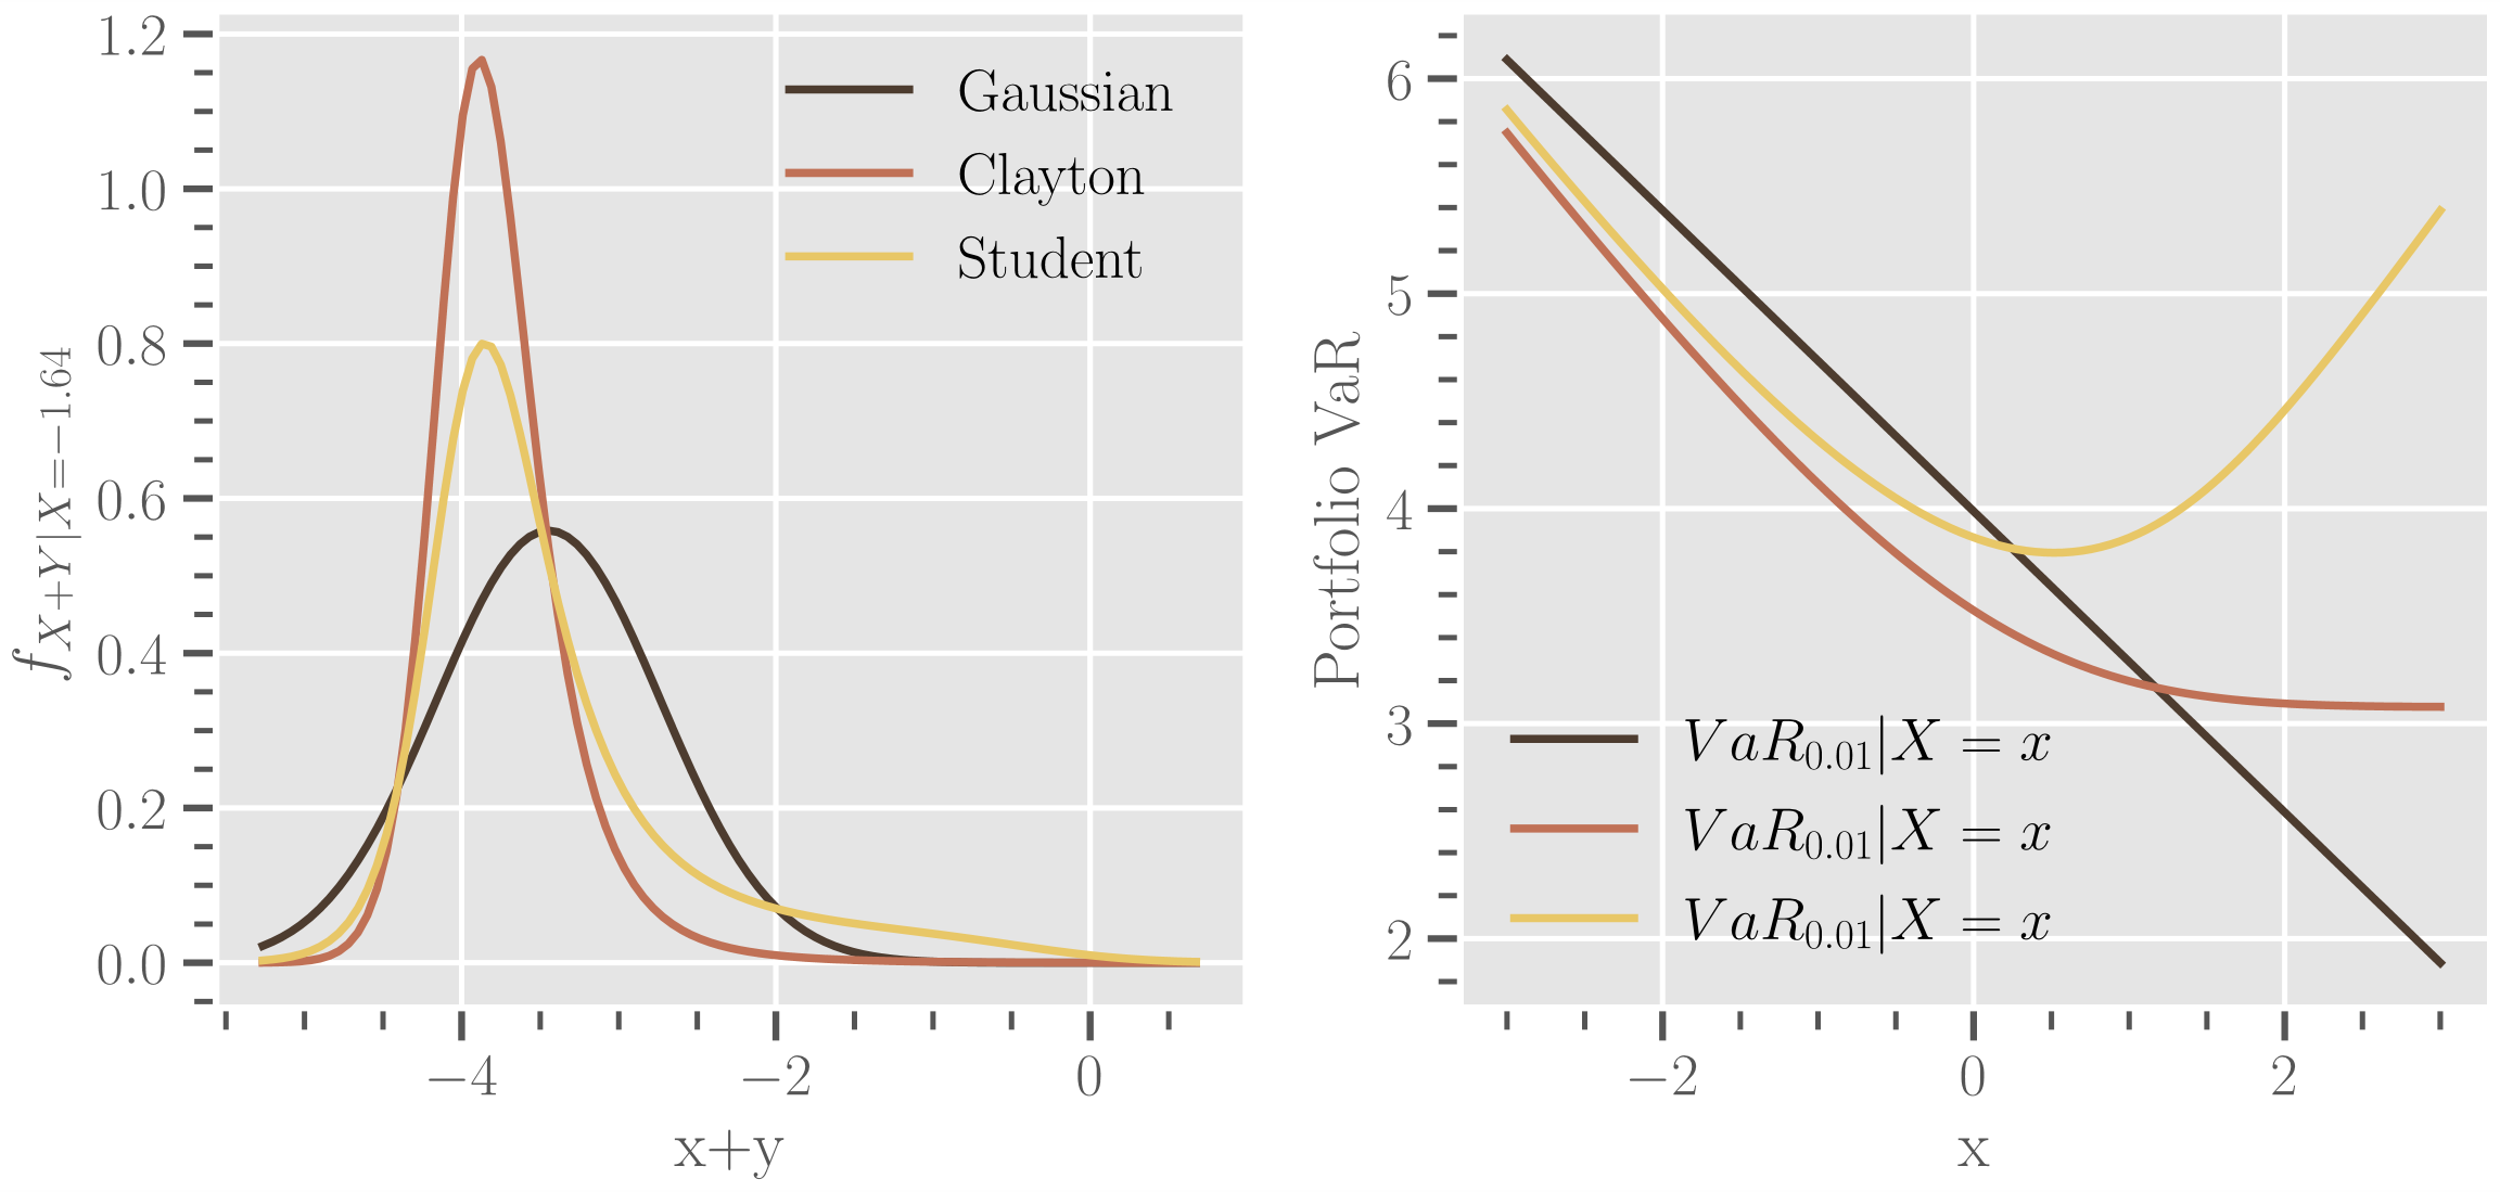 1.2
1.0
0.8
0.6
0.4
0.2
0.0
f_{X+Y|X=−1.64}
−4
−2
0
x+y
Gaussian
Clayton
Student
6
5
4
3
2
Portfolio VaR
−2
0
2
x
VaR_{0.01}|X = x
VaR_{0.01}|X = x
VaR_{0.01}|X = x